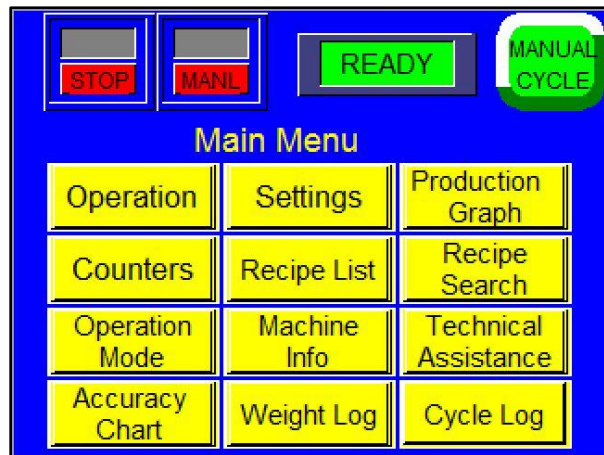 STOP
MANL
READY
MANUAL
CYCLE
Main Menu
Operation
Settings
Production
Graph
Counters
Recipe List
Recipe
Search
Operation
Mode
Machine
Info
Technical
Assistance
Accuracy
Chart
Weight Log
Cycle Log